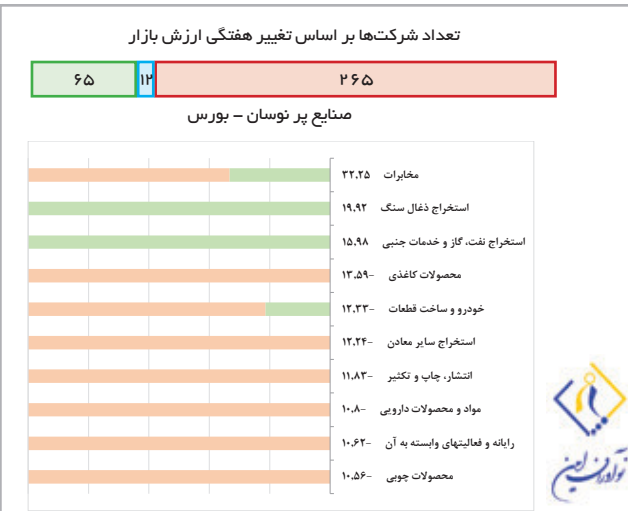 تعداد شرکت‌ها بر اساس تغییر هفتگی ارزش بازار
۲۶۵ ۱۲ ۶۵
صنایع پر نوسان – بورس
مخابرات ۳۲.۲۵
استخراج ذغال سنگ ۱۹.۹۲
استخراج نفت، گاز و خدمات جنبی ۱۵.۹۸
محصولات کاغذی -۱۳.۵۹
خودرو و ساخت قطعات -۱۲.۳۳
استخراج سایر معادن -۱۲.۲۴
انتشار، چاپ و تکثیر -۱۱.۸۳
مواد و محصولات دارویی -۱۰.۸
رایانه و فعالیتهای وابسته به آن -۱۰.۶۲
محصولات چوبی -۱۰.۵۶
نوآوران امین